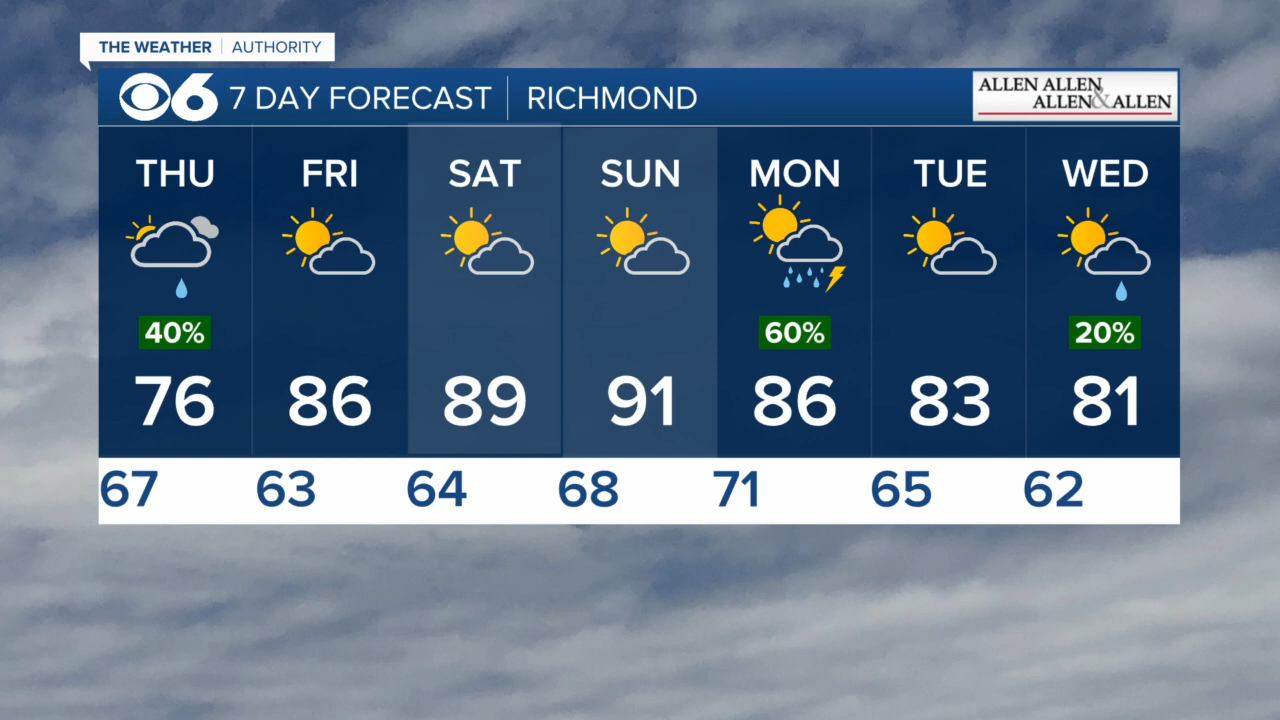 THE WEATHER | AUTHORITY
6 7 DAY FORECAST | RICHMOND
ALLEN ALLEN
ALLEN & ALLEN
THU FRI SAT SUN MON TUE WED
40% 60% 20%
76 86 89 91 86 83 81
67 63 64 68 71 65 62